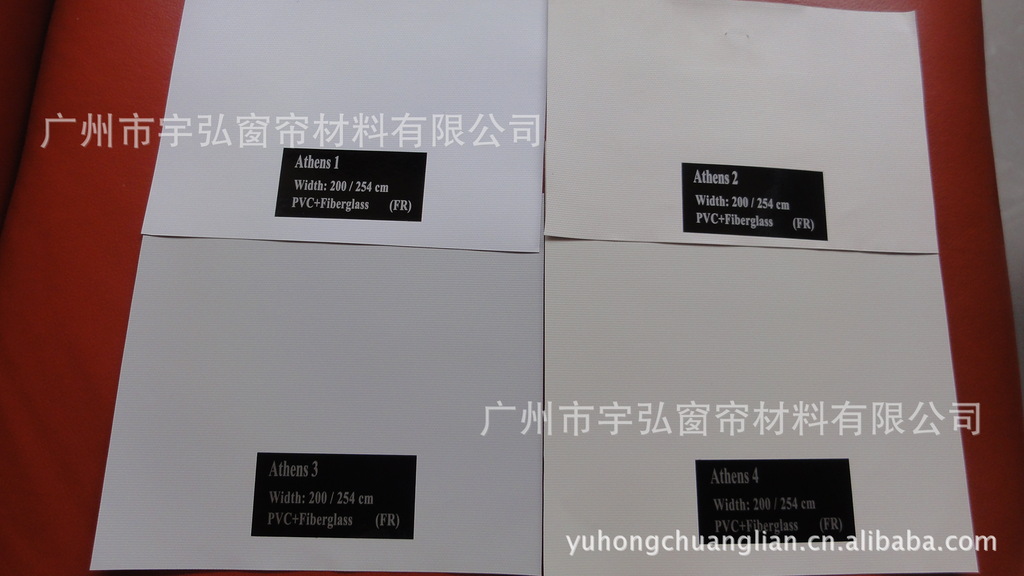 广州市宇弘窗帘材料有限公司
Athens 1
Width: 200 / 254 cm
PVC+Fiberglass (FR)
Athens 2
Width: 200 / 254 cm
PVC+Fiberglass (FR)
广州市宇弘窗帘材料有限公司
Athens 3
Width: 200 / 254 cm
PVC+Fiberglass (FR)
Athens 4
Width: 200 / 254 cm
PVC+Fiberglass (FR)
yuhongchuanglian.cn.alibaba.com